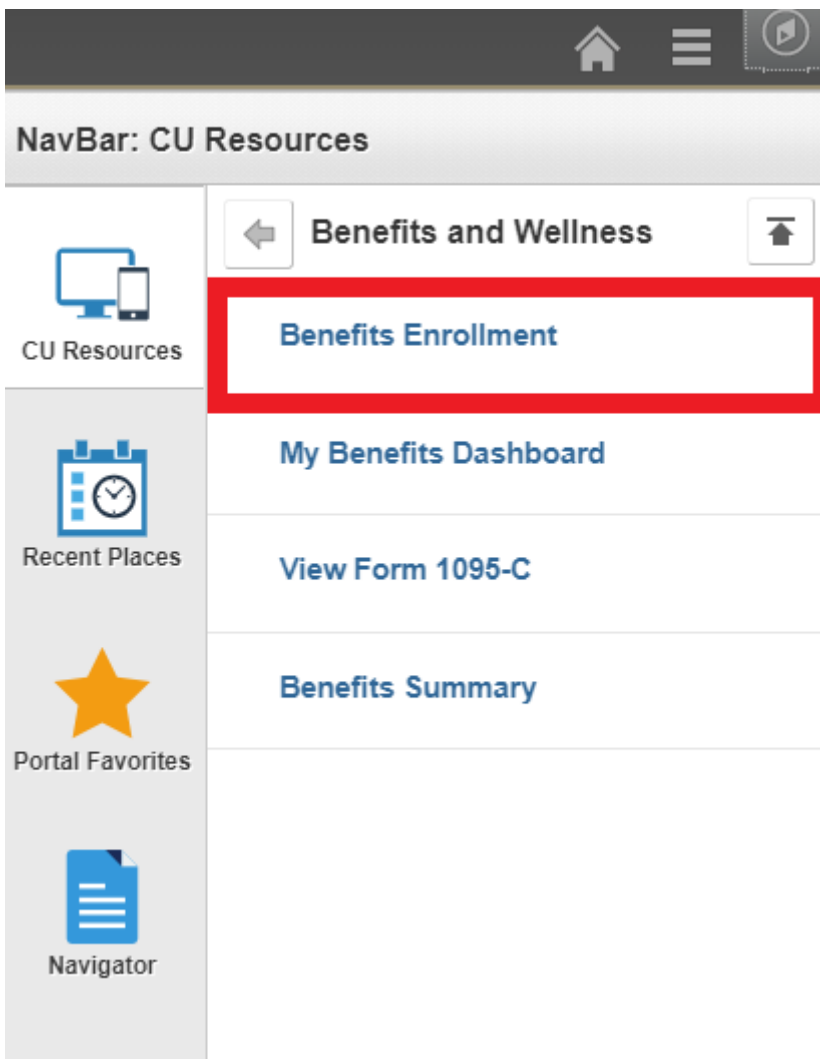 NavBar: CU Resources
CU Resources
Recent Places
Portal Favorites
Navigator
Benefits and Wellness
Benefits Enrollment
My Benefits Dashboard
View Form 1095-C
Benefits Summary